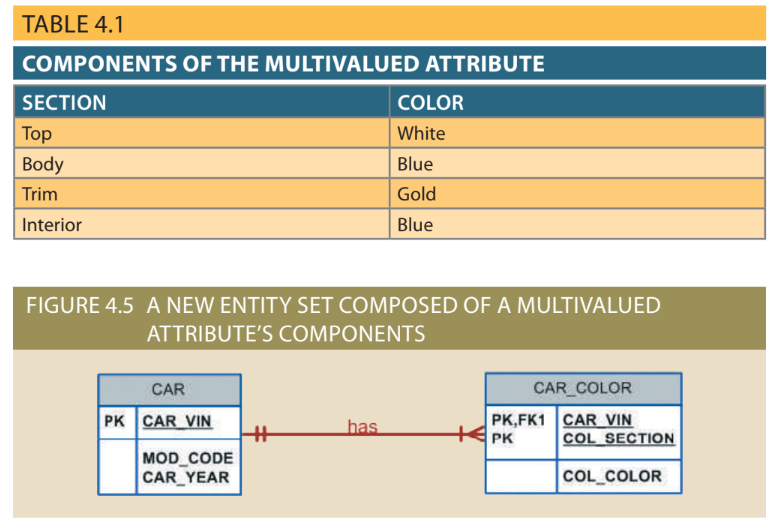 TABLE 4.1
COMPONENTS OF THE MULTIVALUED ATTRIBUTE
SECTION COLOR
Top White
Body Blue
Trim Gold
Interior Blue
FIGURE 4.5 A NEW ENTITY SET COMPOSED OF A MULTIVALUED
ATTRIBUTE'S COMPONENTS
CAR
PK CAR_VIN
MOD_CODE
CAR_YEAR
has
CAR_COLOR
PK,FK1 CAR_VIN
PK COL_SECTION
COL_COLOR